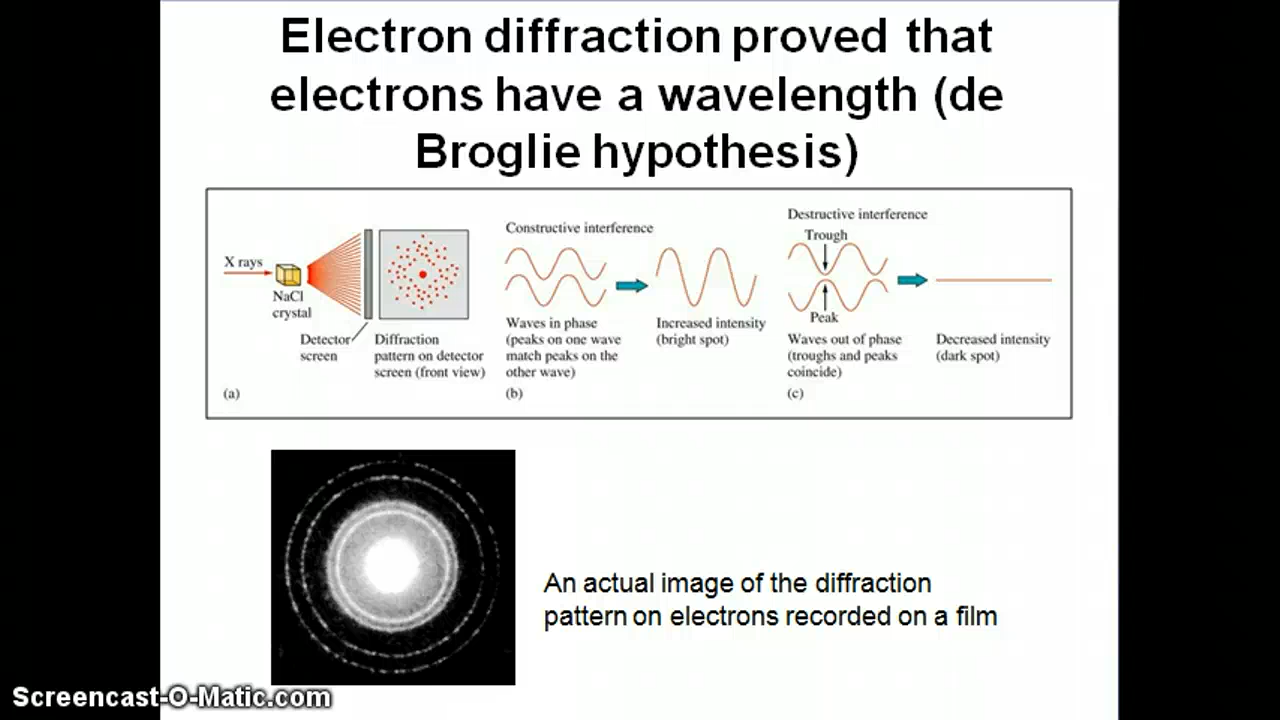 Electron diffraction proved that
electrons have a wavelength (de
Broglie hypothesis)
X rays
NaCl
crystal
Detector
screen
Diffraction
pattern on detector
screen (front view)
(a)
Constructive interference
Waves in phase
(peaks on one wave
match peaks on the
other wave)
(b)
Increased intensity
(bright spot)
Destructive interference
Trough
Peak
Waves out of phase
(troughs and peaks
coincide)
(c)
Decreased intensity
(dark spot)
An actual image of the diffraction
pattern on electrons recorded on a film
Screencast-O-Matic.com